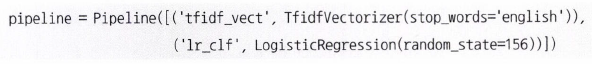 pipeline = Pipeline([('tfidf_vect', TfidfVectorizer(stop_words='english')),
('lr_clf', LogisticRegression(random_state=156))])